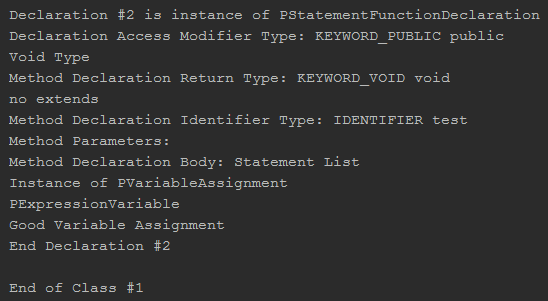 Declaration #2 is instance of PStatementFunctionDeclaration
Declaration Access Modifier Type: KEYWORD_PUBLIC public
Void Type
Method Declaration Return Type: KEYWORD_VOID void
no extends
Method Declaration Identifier Type: IDENTIFIER test
Method Parameters:
Method Declaration Body: Statement List
Instance of PVariableAssignment
PExpressionVariable
Good Variable Assignment
End Declaration #2
End of Class #1